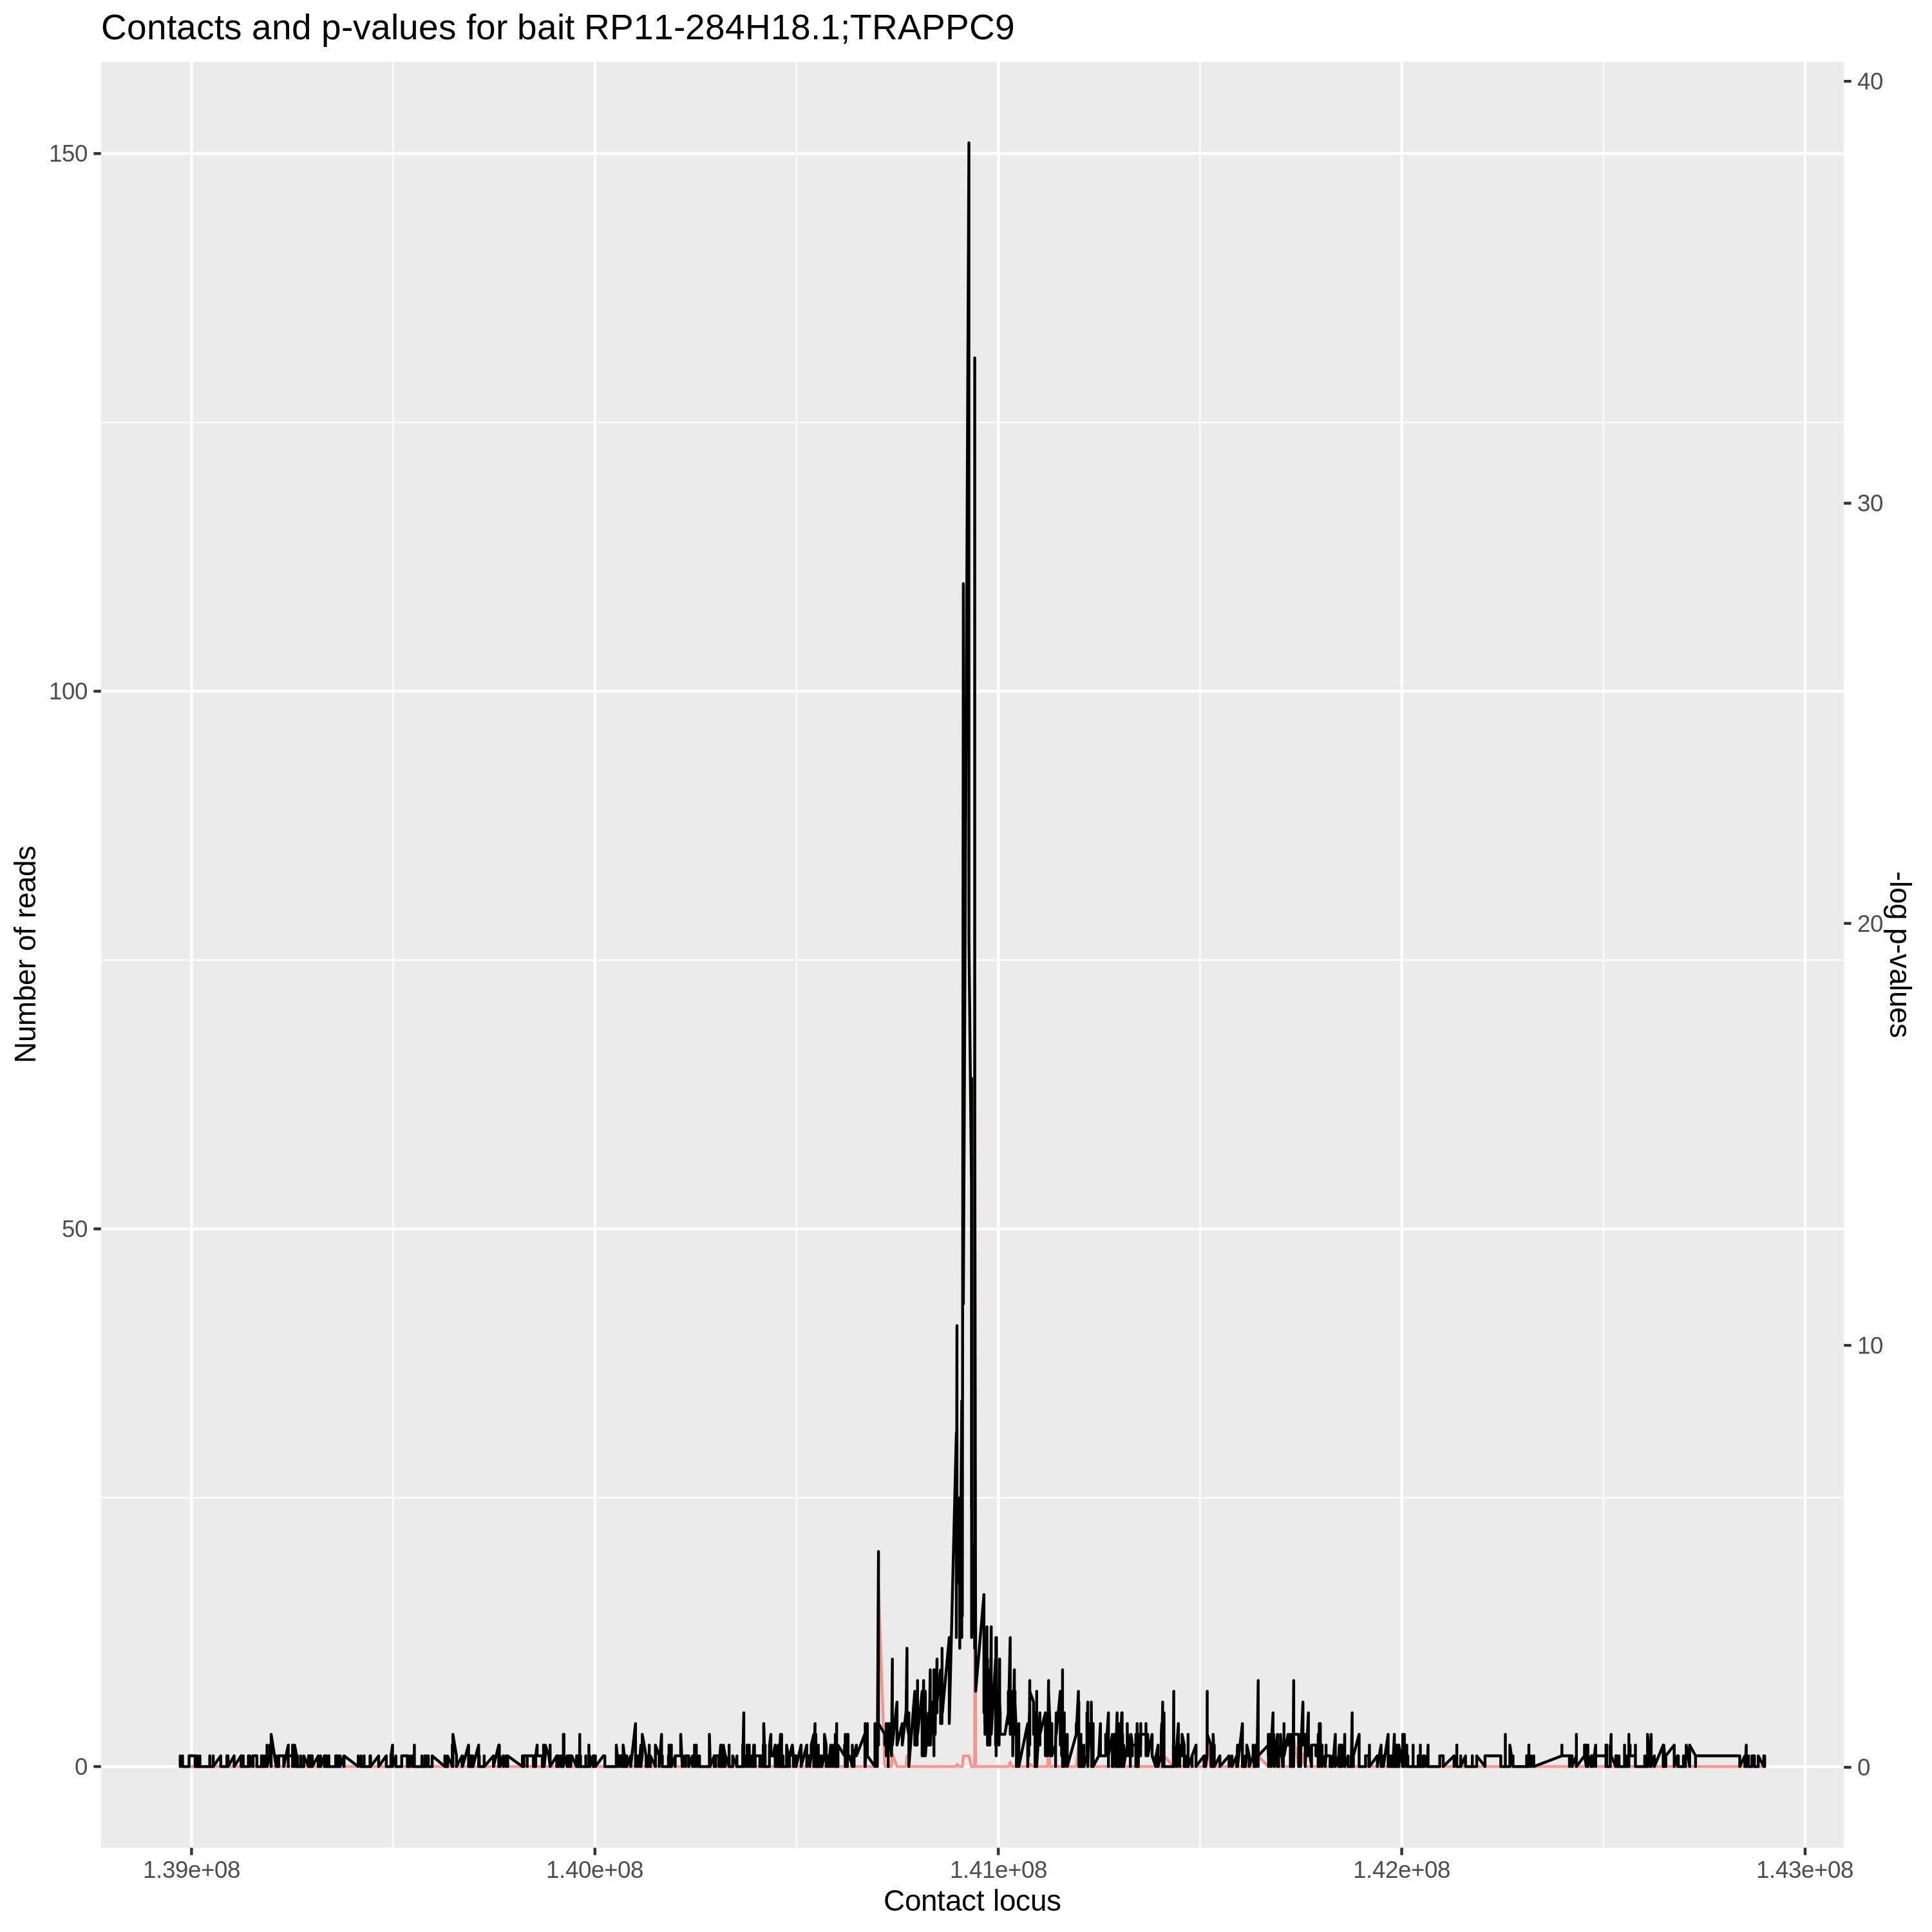 Contacts and p-values for bait RP11-284H18.1;TRAPPC9
Number of reads
150
100
50
0
40
30
20
10
0
-log p-values
1.39e+08 1.40e+08 1.41e+08 1.42e+08 1.43e+08
Contact locus